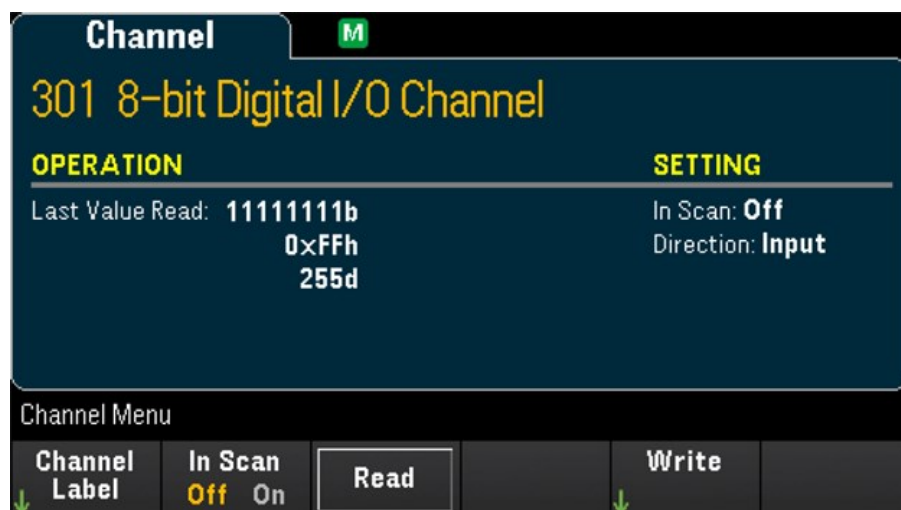 Channel M
301 8-bit Digital I/O Channel
OPERATION SETTING
Last Value Read: 11111111b In Scan: Off
0xFFh Direction: Input
255d
Channel Menu
Channel Label In Scan Off On Read Write